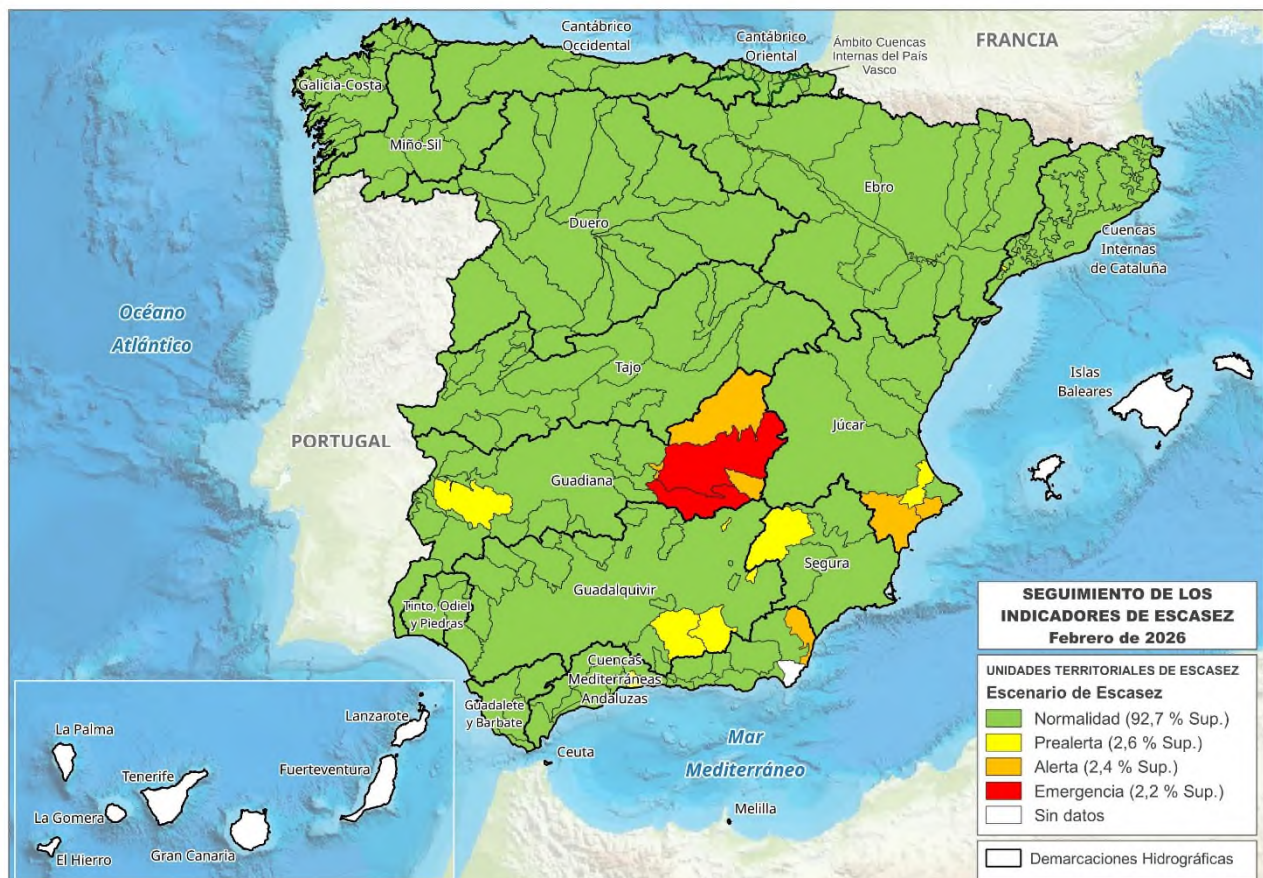 Cantábrico
Occidental
Cantábrico
Oriental
Ámbito Cuencas
Internas del País
Vasco
FRANCIA
Galicia-Costa
Miño-Sil
Ebro
Duero
Cuencas
Internas
de Cataluña
Océano
Atlántico
Tajo
Islas
Baleares
PORTUGAL
Júcar
Guadiana
Segura
Guadalquivir
Tinto, Odiel
y Piedras
Cuencas
Mediterráneas
Andaluzas
Guadalete
y Barbate
Ceuta
Mar
Mediterráneo
Melilla
La Palma
Lanzarote
Tenerife
Fuerteventura
La Gomera
El Hierro
Gran Canaria
SEGUIMIENTO DE LOS
INDICADORES DE ESCASEZ
Febrero de 2026
UNIDADES TERRITORIALES DE ESCASEZ
Escenario de Escasez
Normalidad (92,7 % Sup.)
Prealerta (2,6 % Sup.)
Alerta (2,4 % Sup.)
Emergencia (2,2 % Sup.)
Sin datos
Demarcaciones Hidrográficas